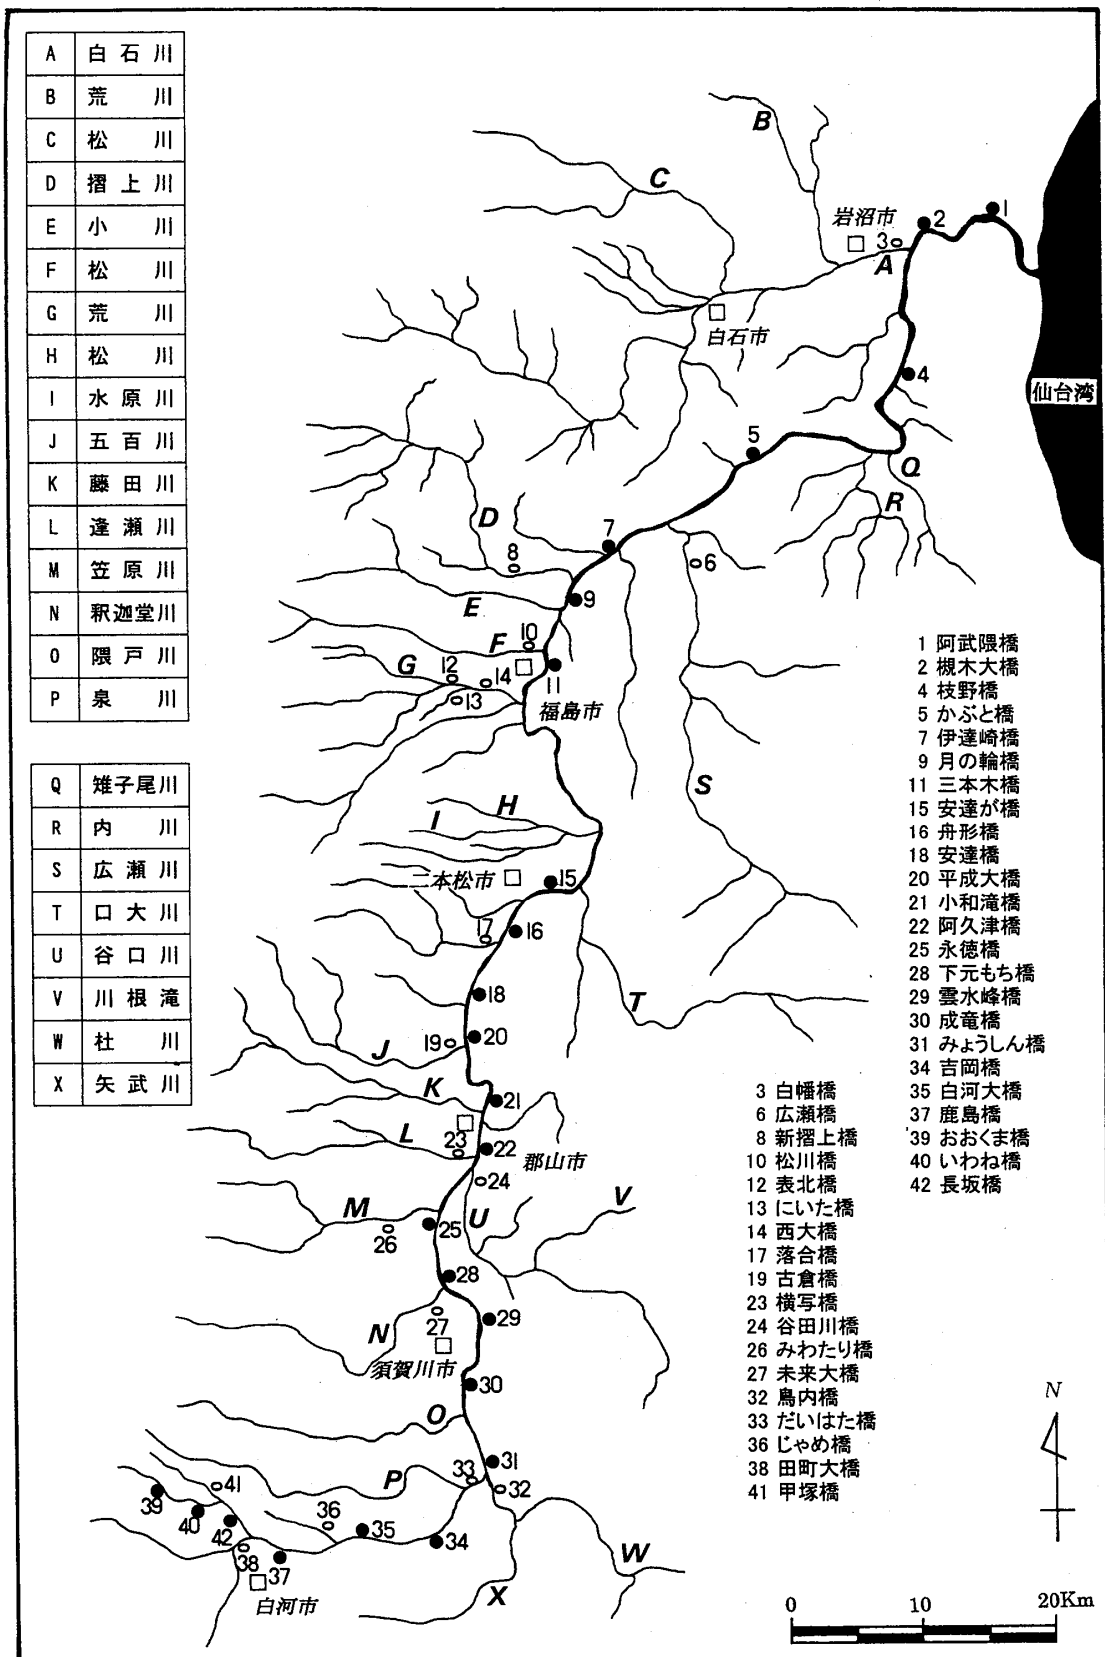 A 白石川
B 荒川
C 松川
D 摺上川
E 小川
F 松川
G 荒川
H 松川
I 水原川
J 五百川
K 藤田川
L 逢瀬川
M 笠原川
N 釈迦堂川
O 隈戸川
P 泉川
Q 雉子尾川
R 内川
S 広瀬川
T 口大川
U 谷口川
V 川根滝
W 社川
X 矢武川
B
C
岩沼市
1
2
3
A
白石市
4
仙台湾
5
Q
R
D
7
8
6
E
9
F
10
G
12
14
13
11
福島市
S
H
I
二本松市
15
17
16
18
T
19
20
J
K
21
L
23
22
郡山市
24
M
26
25
U
V
28
27
29
N
須賀川市
30
O
31
P
33
32
41
39
40
42
36
35
34
38
37
白河市
W
X
1 阿武隈橋
2 槻木大橋
4 枝野橋
5 かぶと橋
7 伊達崎橋
9 月の輪橋
11 三本木橋
15 安達が橋
16 舟形橋
18 安達橋
20 平成大橋
21 小和滝橋
22 阿久津橋
25 永徳橋
28 下元もち橋
29 雲水峰橋
30 成竜橋
31 みょうしん橋
34 吉岡橋
35 白河大橋
37 鹿島橋
39 おおくま橋
40 いわね橋
42 長坂橋
3 白幡橋
6 広瀬橋
8 新摺上橋
10 松川橋
12 表北橋
13 にいた橋
14 西大橋
17 落合橋
19 古倉橋
23 横写橋
24 谷田川橋
26 みわたり橋
27 未来大橋
32 鳥内橋
33 だいはた橋
36 じゃめ橋
38 田町大橋
41 甲塚橋
N
0 10 20Km